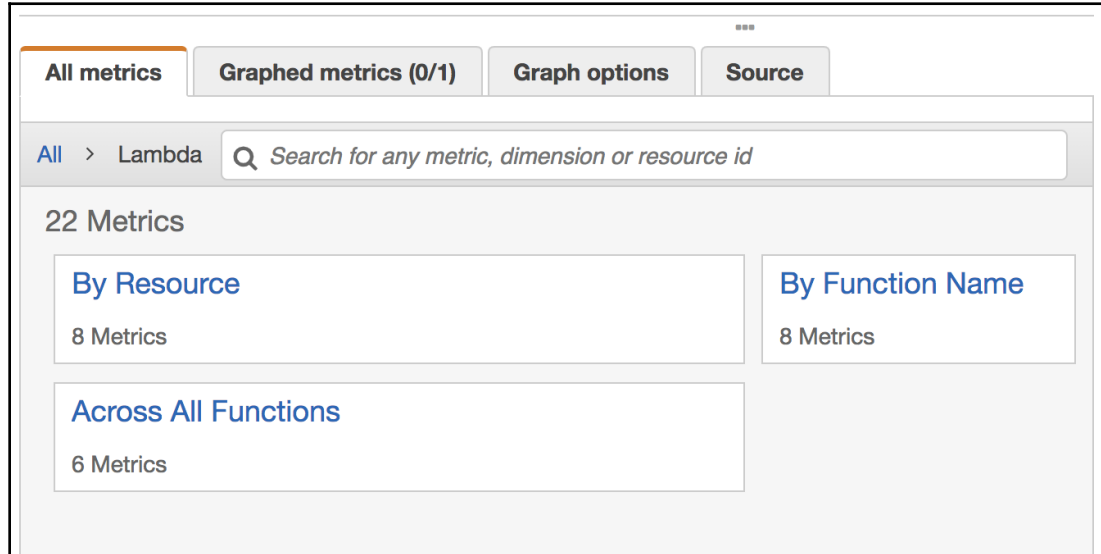 All metrics Graphed metrics (0/1) Graph options Source
All > Lambda Search for any metric, dimension or resource id
22 Metrics
By Resource By Function Name
8 Metrics 8 Metrics
Across All Functions
6 Metrics